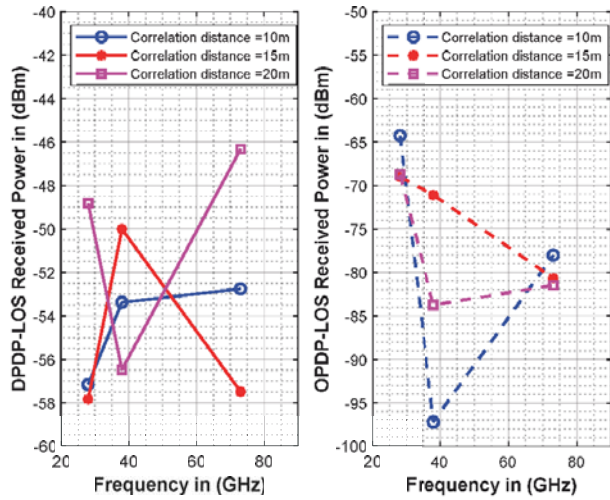 -40
-42
-44
-46
-48
-50
-52
-54
-56
-58
-60
DPDP-LOS Received Power in (dBm)
Correlation distance =10m
Correlation distance =15m
Correlation distance =20m
20 40 60 80
Frequency in (GHz)
-50
-55
-60
-65
-70
-75
-80
-85
-90
-95
-100
OPDP-LOS Received Power in (dBm)
Correlation distance =10m
Correlation distance =15m
Correlation distance =20m
20 40 60 80
Frequency in (GHz)